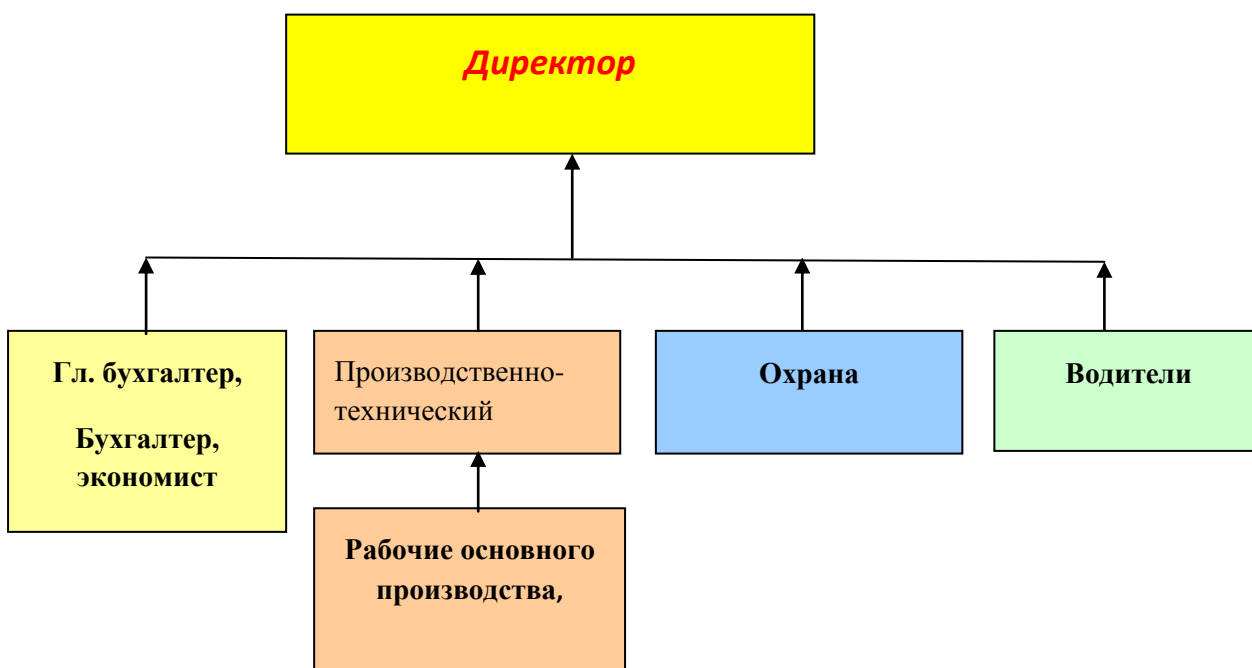 Директор
Гл. бухгалтер,
Бухгалтер,
экономист
Производственно-
технический
Охрана
Водители
Рабочие основного
производства,